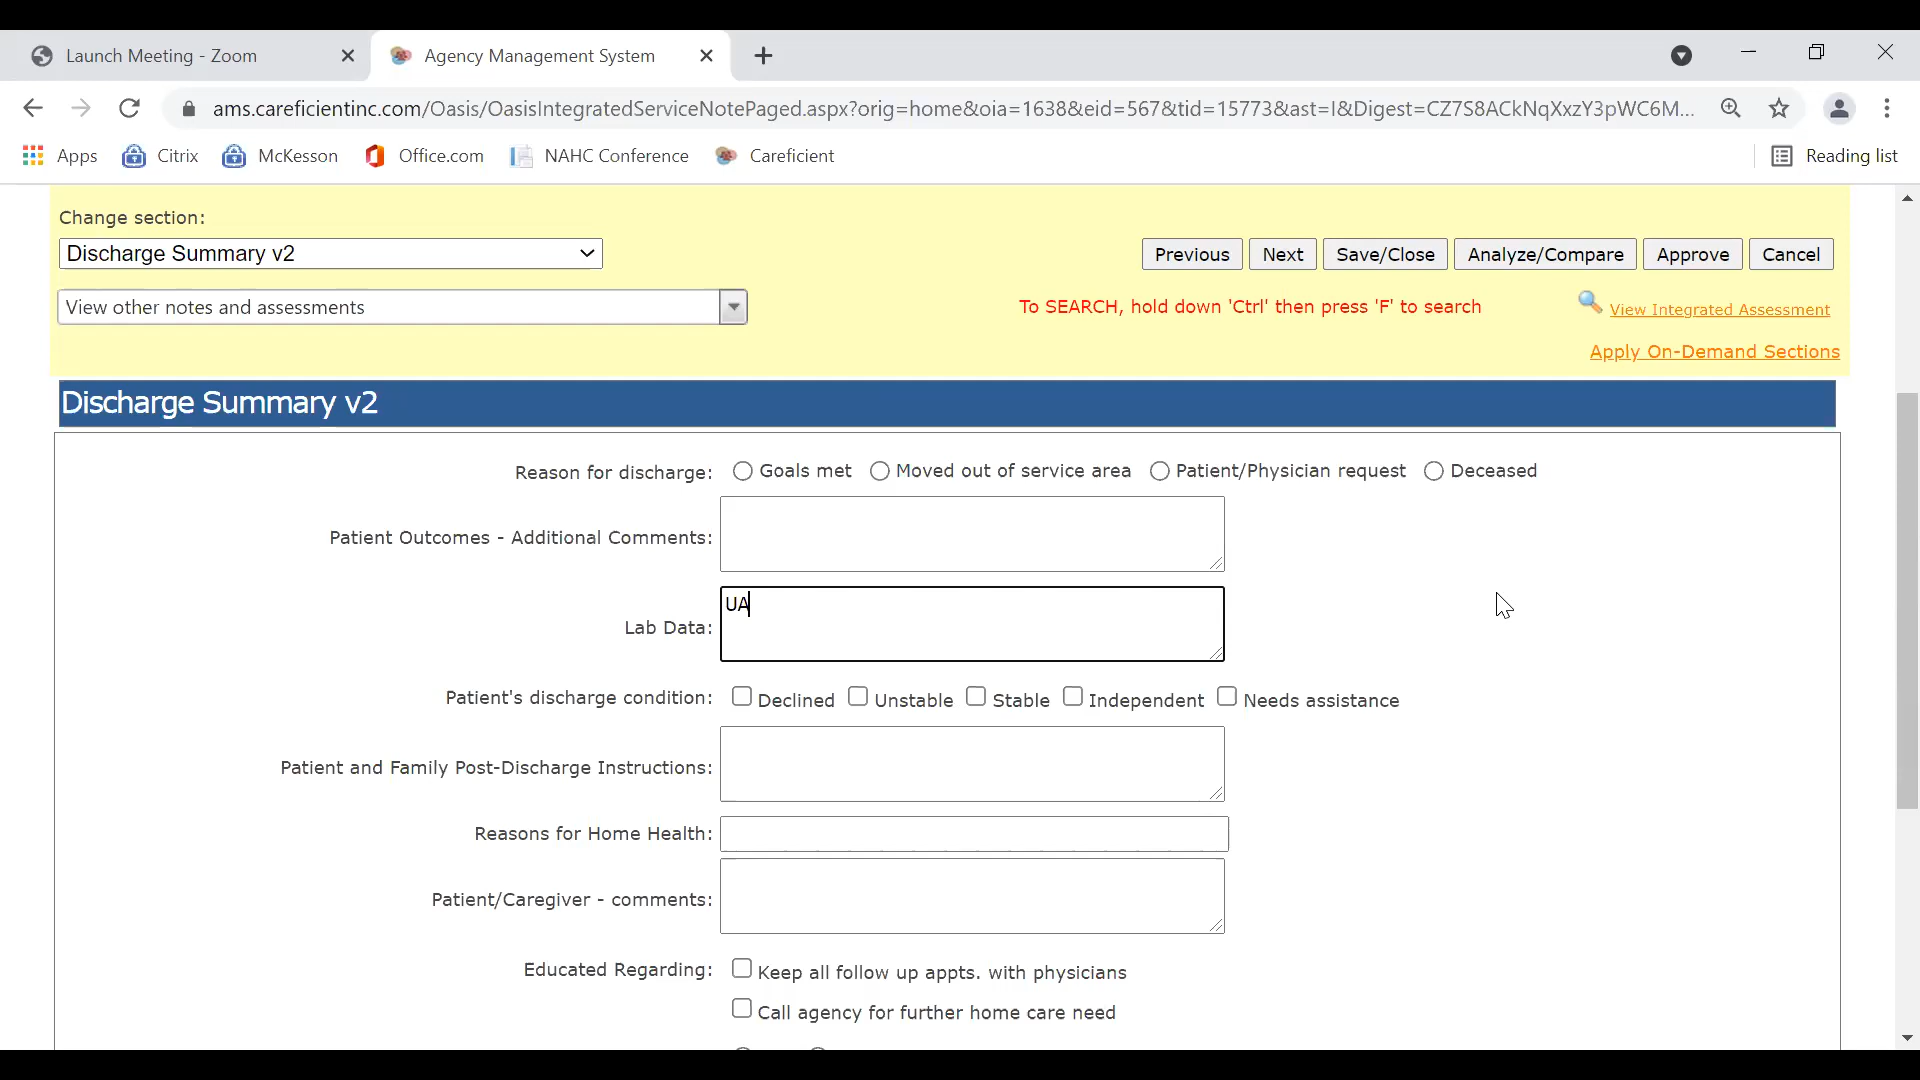 Launch Meeting - Zoom
Agency Management System
ams.careficientinc.com/Oasis/OasisIntegratedServiceNotePaged.aspx?orig=home&oia=1638&eid=567&tid=15773&ast=I&Digest=CZ7S8ACkNqXxzY3pWC6M...
Apps Citrix McKesson Office.com NAHC Conference Careficient Reading list
Change section:
Discharge Summary v2 Previous Next Save/Close Analyze/Compare Approve Cancel
View other notes and assessments To SEARCH, hold down 'Ctrl' then press 'F' to search View Integrated Assessment
Apply On-Demand Sections
Discharge Summary v2
Reason for discharge: Goals met Moved out of service area Patient/Physician request Deceased
Patient Outcomes - Additional Comments:
UA
Lab Data:
Patient's discharge condition: Declined Unstable Stable Independent Needs assistance
Patient and Family Post-Discharge Instructions:
Reasons for Home Health:
Patient/Caregiver - comments:
Educated Regarding: Keep all follow up appts. with physicians
Call agency for further home care need